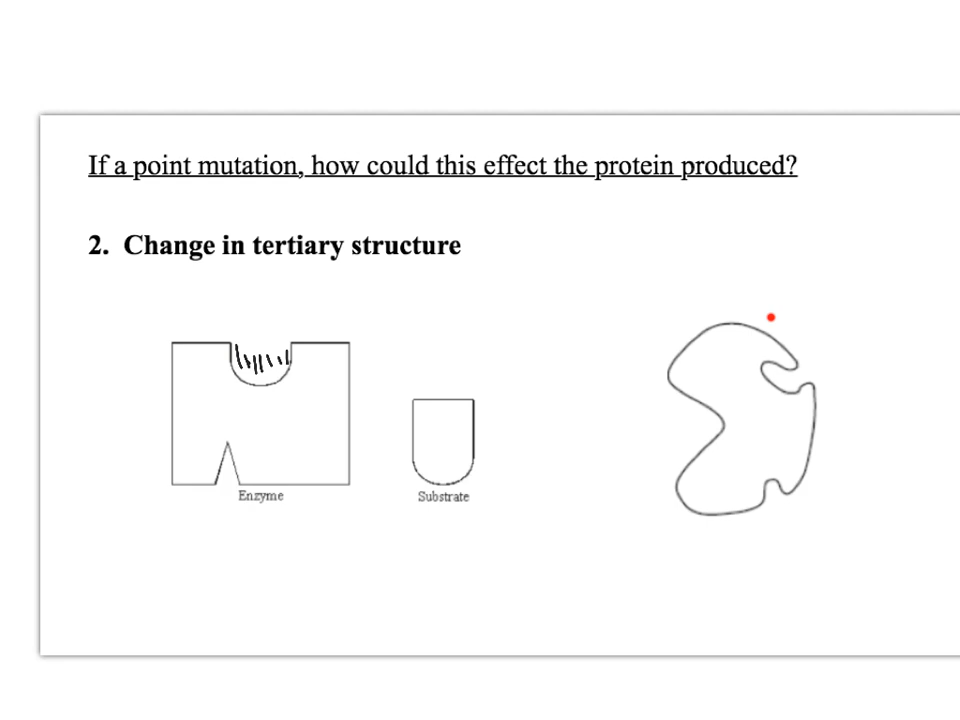 If a point mutation, how could this effect the protein produced?
2. Change in tertiary structure
Enzyme
Substrate